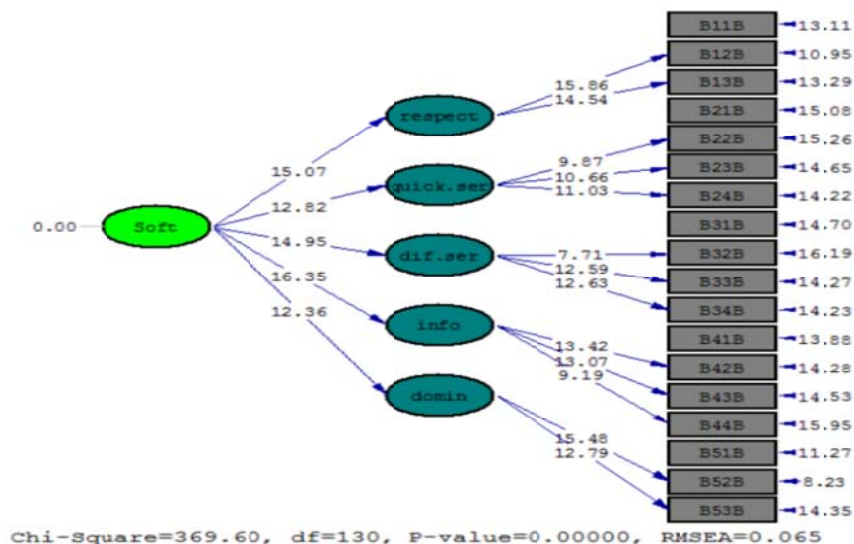 B11B 13.11
B12B 10.95
15.86
B13B 13.29
14.54
respect
B21B 15.08
B22B 15.26
9.87
B23B 14.65
10.66
15.07
quick.ser
B24B 14.22
11.03
12.82
0.00 Soft
B31B 14.70
14.95
dif.ser
7.71
B32B 16.19
12.59
B33B 14.27
12.63
16.35
B34B 14.23
12.36
info
B41B 13.88
13.42
B42B 14.28
13.07
9.19
B43B 14.53
domin
B44B 15.95
15.48
B51B 11.27
12.79
B52B 8.23
B53B 14.35
Chi-Square=369.60, df=130, P-value=0.00000, RMSEA=0.065